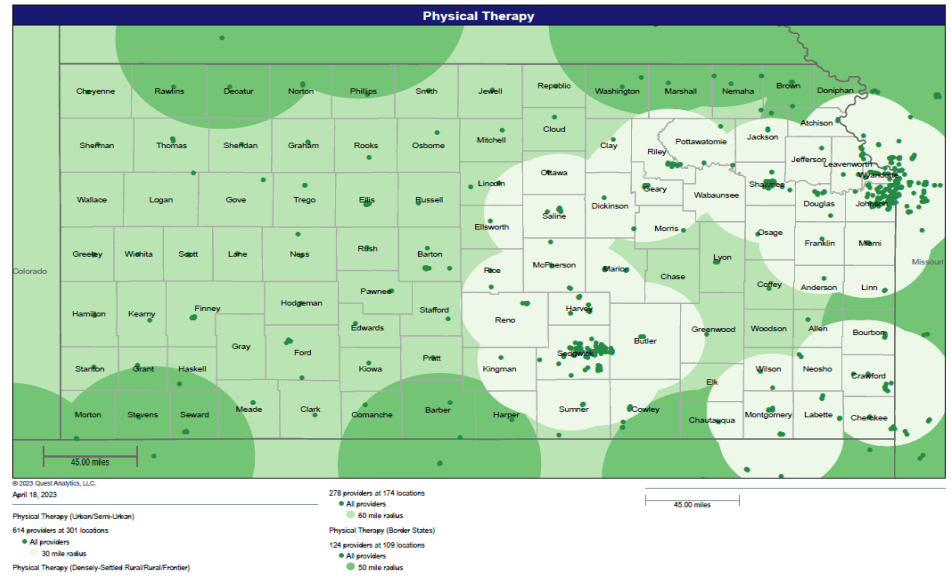 Physical Therapy
Cheyenne
Rawlins
Decatur
Norton
Phillips
Smith
Jewell
Republic
Washington
Marshall
Nemaha
Brown
Doniphan
Atchison
Sherman
Thomas
Sheridan
Graham
Rooks
Osborne
Mitchell
Cloud
Clay
Riley
Pottawatomie
Jackson
Jefferson
Leavenworth
Wyandotte
Wallace
Logan
Gove
Trego
Ellis
Russell
Lincoln
Ottawa
Saline
Dickinson
Geary
Wabaunsee
Shawnee
Douglas
Johnson
Ellsworth
Morris
Osage
Franklin
Miami
Missouri
Colorado
Greeley
Wichita
Scott
Lane
Ness
Rush
Barton
Rice
McPherson
Marion
Chase
Lyon
Coffey
Anderson
Linn
Hamilton
Kearny
Finney
Hodgeman
Pawnee
Edwards
Stafford
Reno
Harvey
Butler
Greenwood
Woodson
Allen
Bourbon
Gray
Ford
Stanton
Grant
Haskell
Kiowa
Pratt
Kingman
Sedgwick
Elk
Wilson
Neosho
Crawford
Morton
Stevens
Seward
Meade
Clark
Comanche
Barber
Harper
Sumner
Cowley
Chautauqua
Montgomery
Labette
Cherokee
45.00 miles
© 2023 Quest Analytics, LLC.
April 18, 2023
Physical Therapy (Urban/Semi-Urban)
614 providers at 301 locations
All providers
30 mile radius
Physical Therapy (Densely-Settled Rural/Rural/Frontier)
278 providers at 174 locations
All providers
60 mile radius
Physical Therapy (Border States)
124 providers at 109 locations
All providers
50 mile radius
45.00 miles